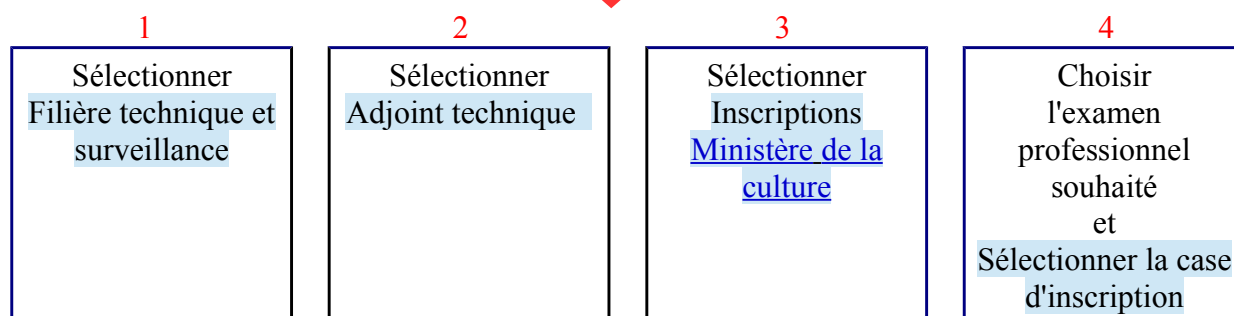 1
Sélectionner
Filière technique et
surveillance
2
Sélectionner
Adjoint technique
3
Sélectionner
Inscriptions
Ministère de la
culture
4
Choisir
l'examen
professionnel
souhaité
et
Sélectionner la case
d'inscription